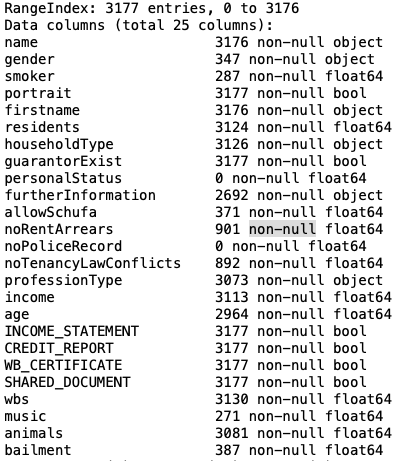 RangeIndex: 3177 entries, 0 to 3176
Data columns (total 25 columns):
name 3176 non-null object
gender 347 non-null object
smoker 287 non-null float64
portrait 3177 non-null bool
firstname 3176 non-null object
residents 3124 non-null float64
householdType 3126 non-null object
guarantorExist 3177 non-null bool
personalStatus 0 non-null float64
furtherInformation 2692 non-null object
allowSchufa 371 non-null float64
noRentArrears 901 non-null float64
noPoliceRecord 0 non-null float64
noTenancyLawConflicts 892 non-null float64
professionType 3073 non-null object
income 3113 non-null float64
age 2964 non-null float64
INCOME_STATEMENT 3177 non-null bool
CREDIT_REPORT 3177 non-null bool
WB_CERTIFICATE 3177 non-null bool
SHARED_DOCUMENT 3177 non-null bool
wbs 3130 non-null float64
music 271 non-null float64
animals 3081 non-null float64
bailment 387 non-null float64